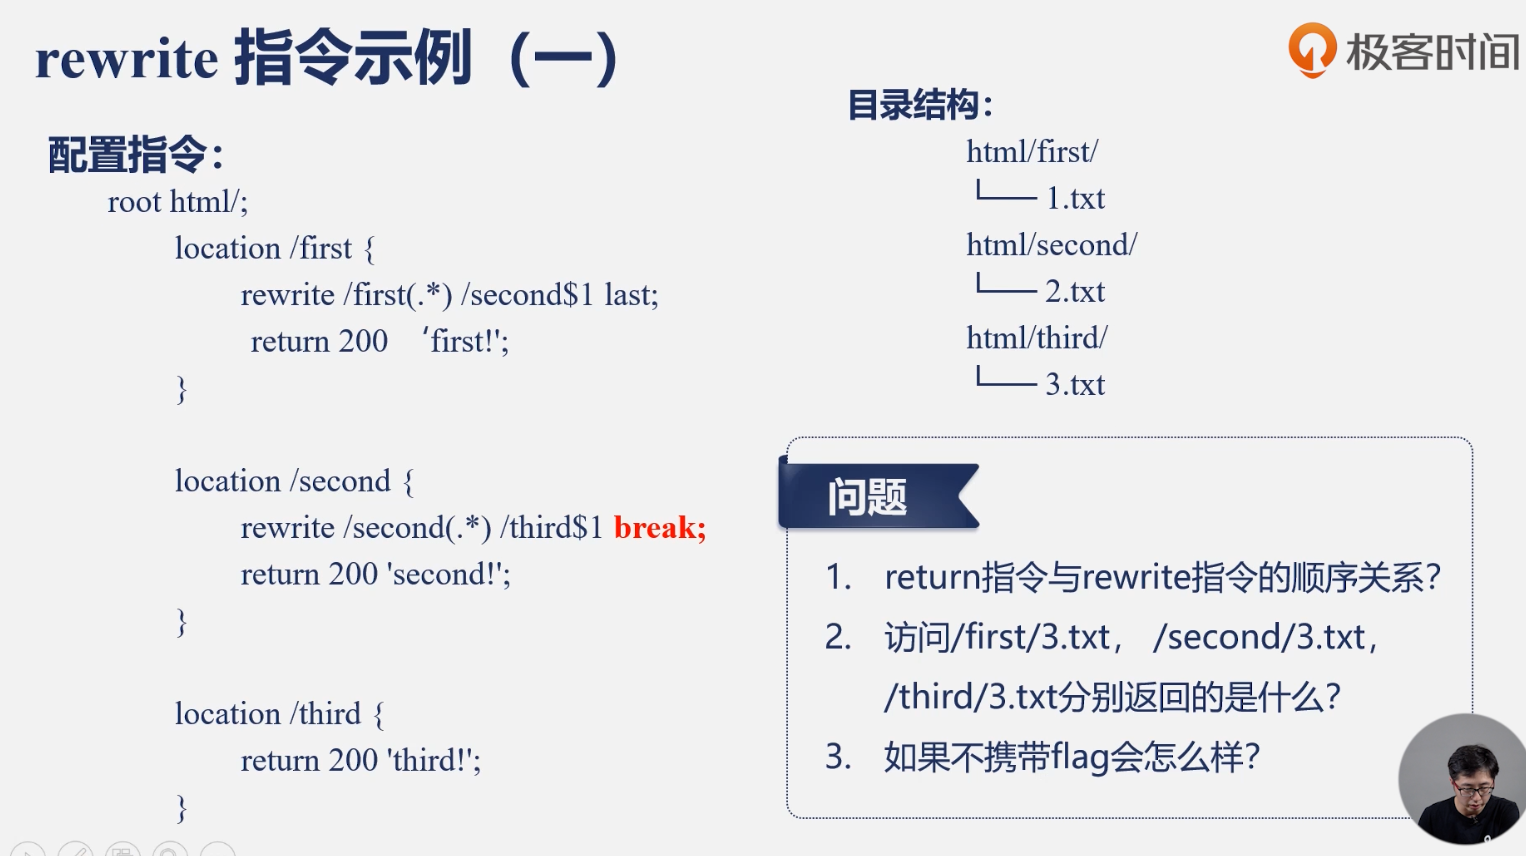 rewrite 指令示例（一）
极客时间
配置指令：
root html/;
location /first {
rewrite /first(.*) /second$1 last;
return 200 ‘first!';
}
location /second {
rewrite /second(.*) /third$1 break;
return 200 'second!';
}
location /third {
return 200 'third!';
}
目录结构：
html/first/
└── 1.txt
html/second/
└── 2.txt
html/third/
└── 3.txt
问题
1. return指令与rewrite指令的顺序关系？
2. 访问/first/3.txt， /second/3.txt，
/third/3.txt分别返回的是什么？
3. 如果不携带flag会怎么样？